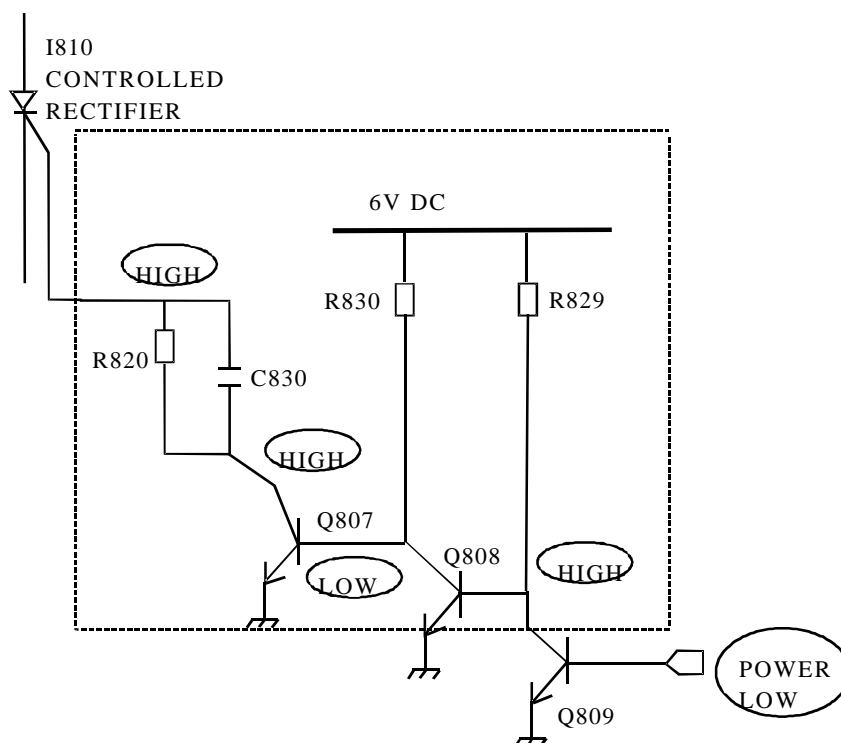 I810
CONTROLLED
RECTIFIER
6V DC
HIGH
R830
R829
R820
C830
HIGH
Q807
Q808
HIGH
LOW
POWER
LOW
Q809